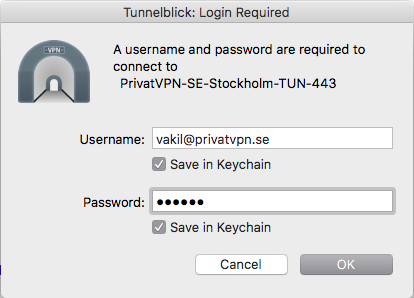 Tunnelblick: Login Required
VPN
A username and password are required to
connect to
PrivatVPN-SE-Stockholm-TUN-443
Username: vakil@privatvpn.se
Save in Keychain
Password: ●●●●●●
Save in Keychain
Cancel OK